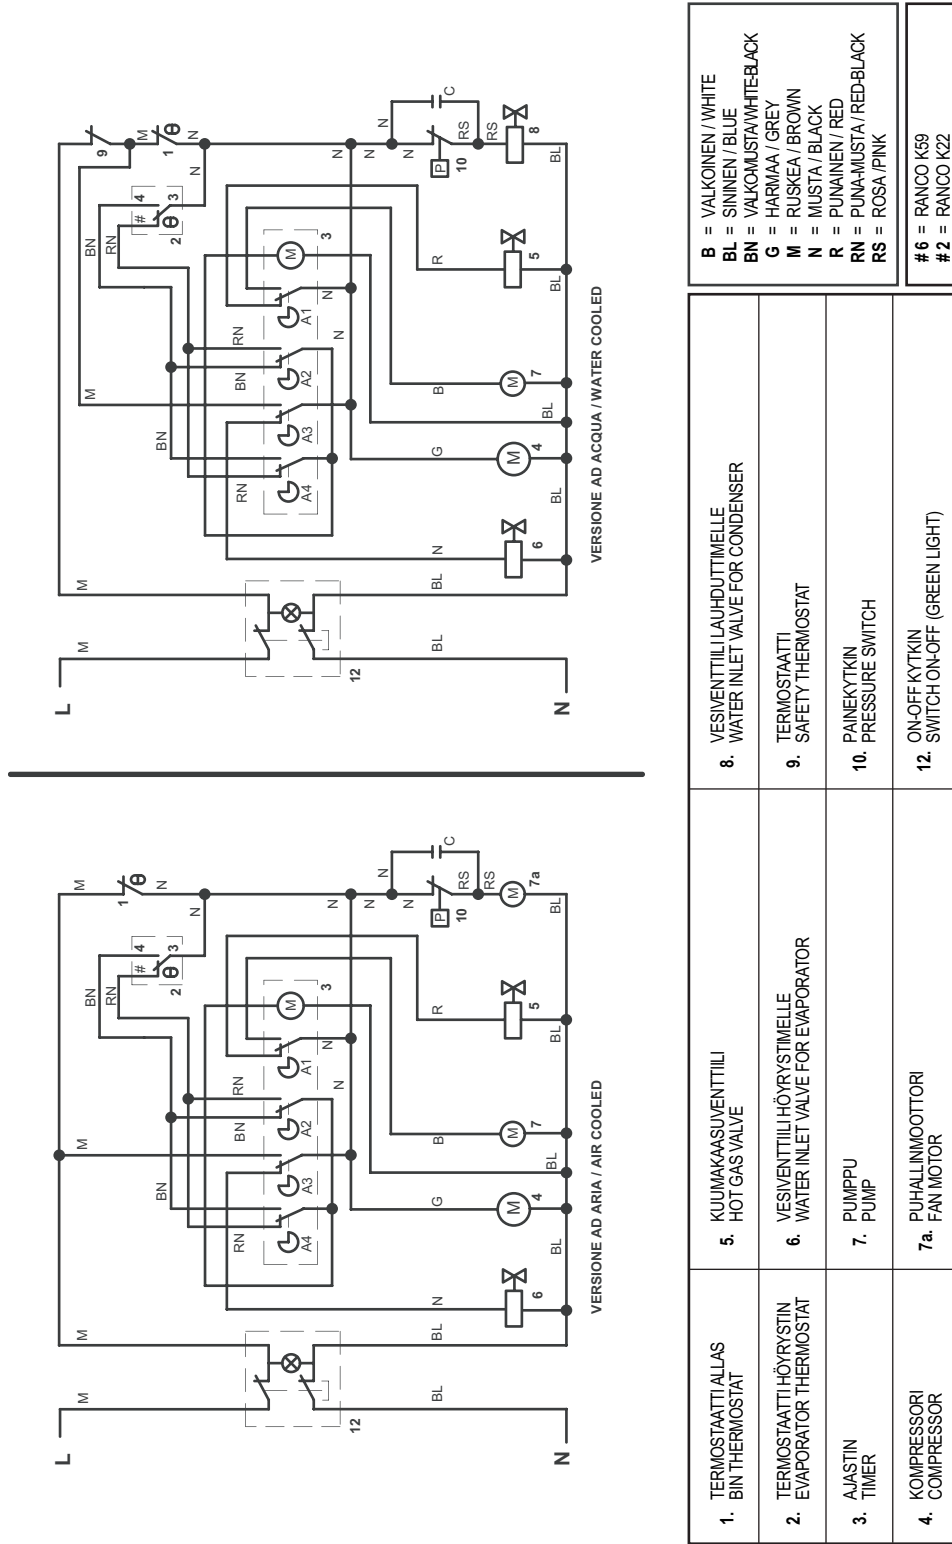 L
M
M
12
BL
BL
N
N
6
BL
BN
RN
A4
A3
BN
A2
RN
A1
M
3
N
N
G
M
4
BL
B
M
7
BL
R
5
BL
BN
RN
#
4
3
2
θ
N
M
1
θ
N
N
N
N
N
P
10
C
RS
RS
M
7a
BL
M
VERSIONE AD ARIA / AIR COOLED
L
M
M
12
BL
BL
N
N
6
BL
M
BN
RN
A4
A3
BN
A2
RN
A1
M
3
N
N
G
M
4
BL
B
M
7
BL
R
5
BL
BN
RN
#
4
3
2
θ
N
9
M
1
θ
N
N
N
N
N
P
10
C
RS
RS
8
BL
VERSIONE AD ACQUA / WATER COOLED
1. TERMOSTAATTI ALLAS
BIN THERMOSTAT
2. TERMOSTAATTI HÖYRYSTIN
EVAPORATOR THERMOSTAT
3. AJASTIN
TIMER
4. KOMPRESSORI
COMPRESSOR
5. KUUMAKAASUVENTTIILI
HOT GAS VALVE
6. VESIVENTTIILI HÖYRYSTIMELLE
WATER INLET VALVE FOR EVAPORATOR
7. PUMPPU
PUMP
7a. PUHALLINMOOTTORI
FAN MOTOR
8. VESIVENTTIILI LAUHDUTTIMELLE
WATER INLET VALVE FOR CONDENSER
9. TERMOSTAATTI
SAFETY THERMOSTAT
10. PAINEKYTKIN
PRESSURE SWITCH
12. ON-OFF KYTKIN
SWITCH ON-OFF (GREEN LIGHT)
B = VALKOINEN / WHITE
BL = SININEN / BLUE
BN = VALKO-MUSTA/WHITE-BLACK
G = HARMAA / GREY
M = RUSKEA / BROWN
N = MUSTA / BLACK
R = PUNAINEN / RED
RN = PUNA-MUSTA / RED-BLACK
RS = ROSA /PINK
# 6 = RANCO K59
# 2 = RANCO K22